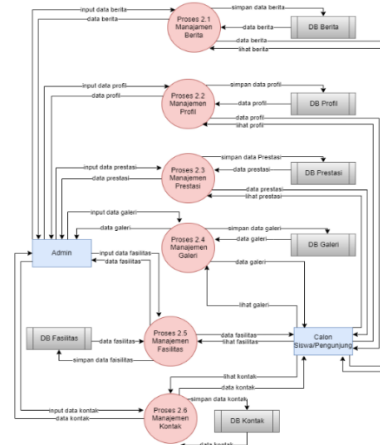 input data berita
data berita
Proses 2.1
Manajamen
Berita
simpan data berita
data berita
DB Berita
data berita
lihat berita
input data profil
data profil
Proses 2.2
Manajemen
Profil
simpan data profil
data profil
DB Profil
data profil
lihat profil
input data prestasi
data prestasi
Proses 2.3
Manajemen
Prestasi
simpan data Prestasi
data prestasi
DB Prestasi
data prestasi
lihat prestasi
input data galeri
data galeri
Proses 2.4
Manajemen
Galeri
simpan data galeri
data galeri
DB Galeri
data galeri
lihat galeri
Admin
input data fasilitas
data fasilitas
Proses 2.5
Manajemen
Fasilitas
DB Fasilitas
data fasilitas
simpan data faisilitas
data fasilitas
lihat fasilitas
Calon
Siswa/Pangunjung
lihat kontak
data kontak
input data kontak
data kontak
Proses 2.6
Manajemen
Kontak
simpan data kontak
DB Kontak
data kontak